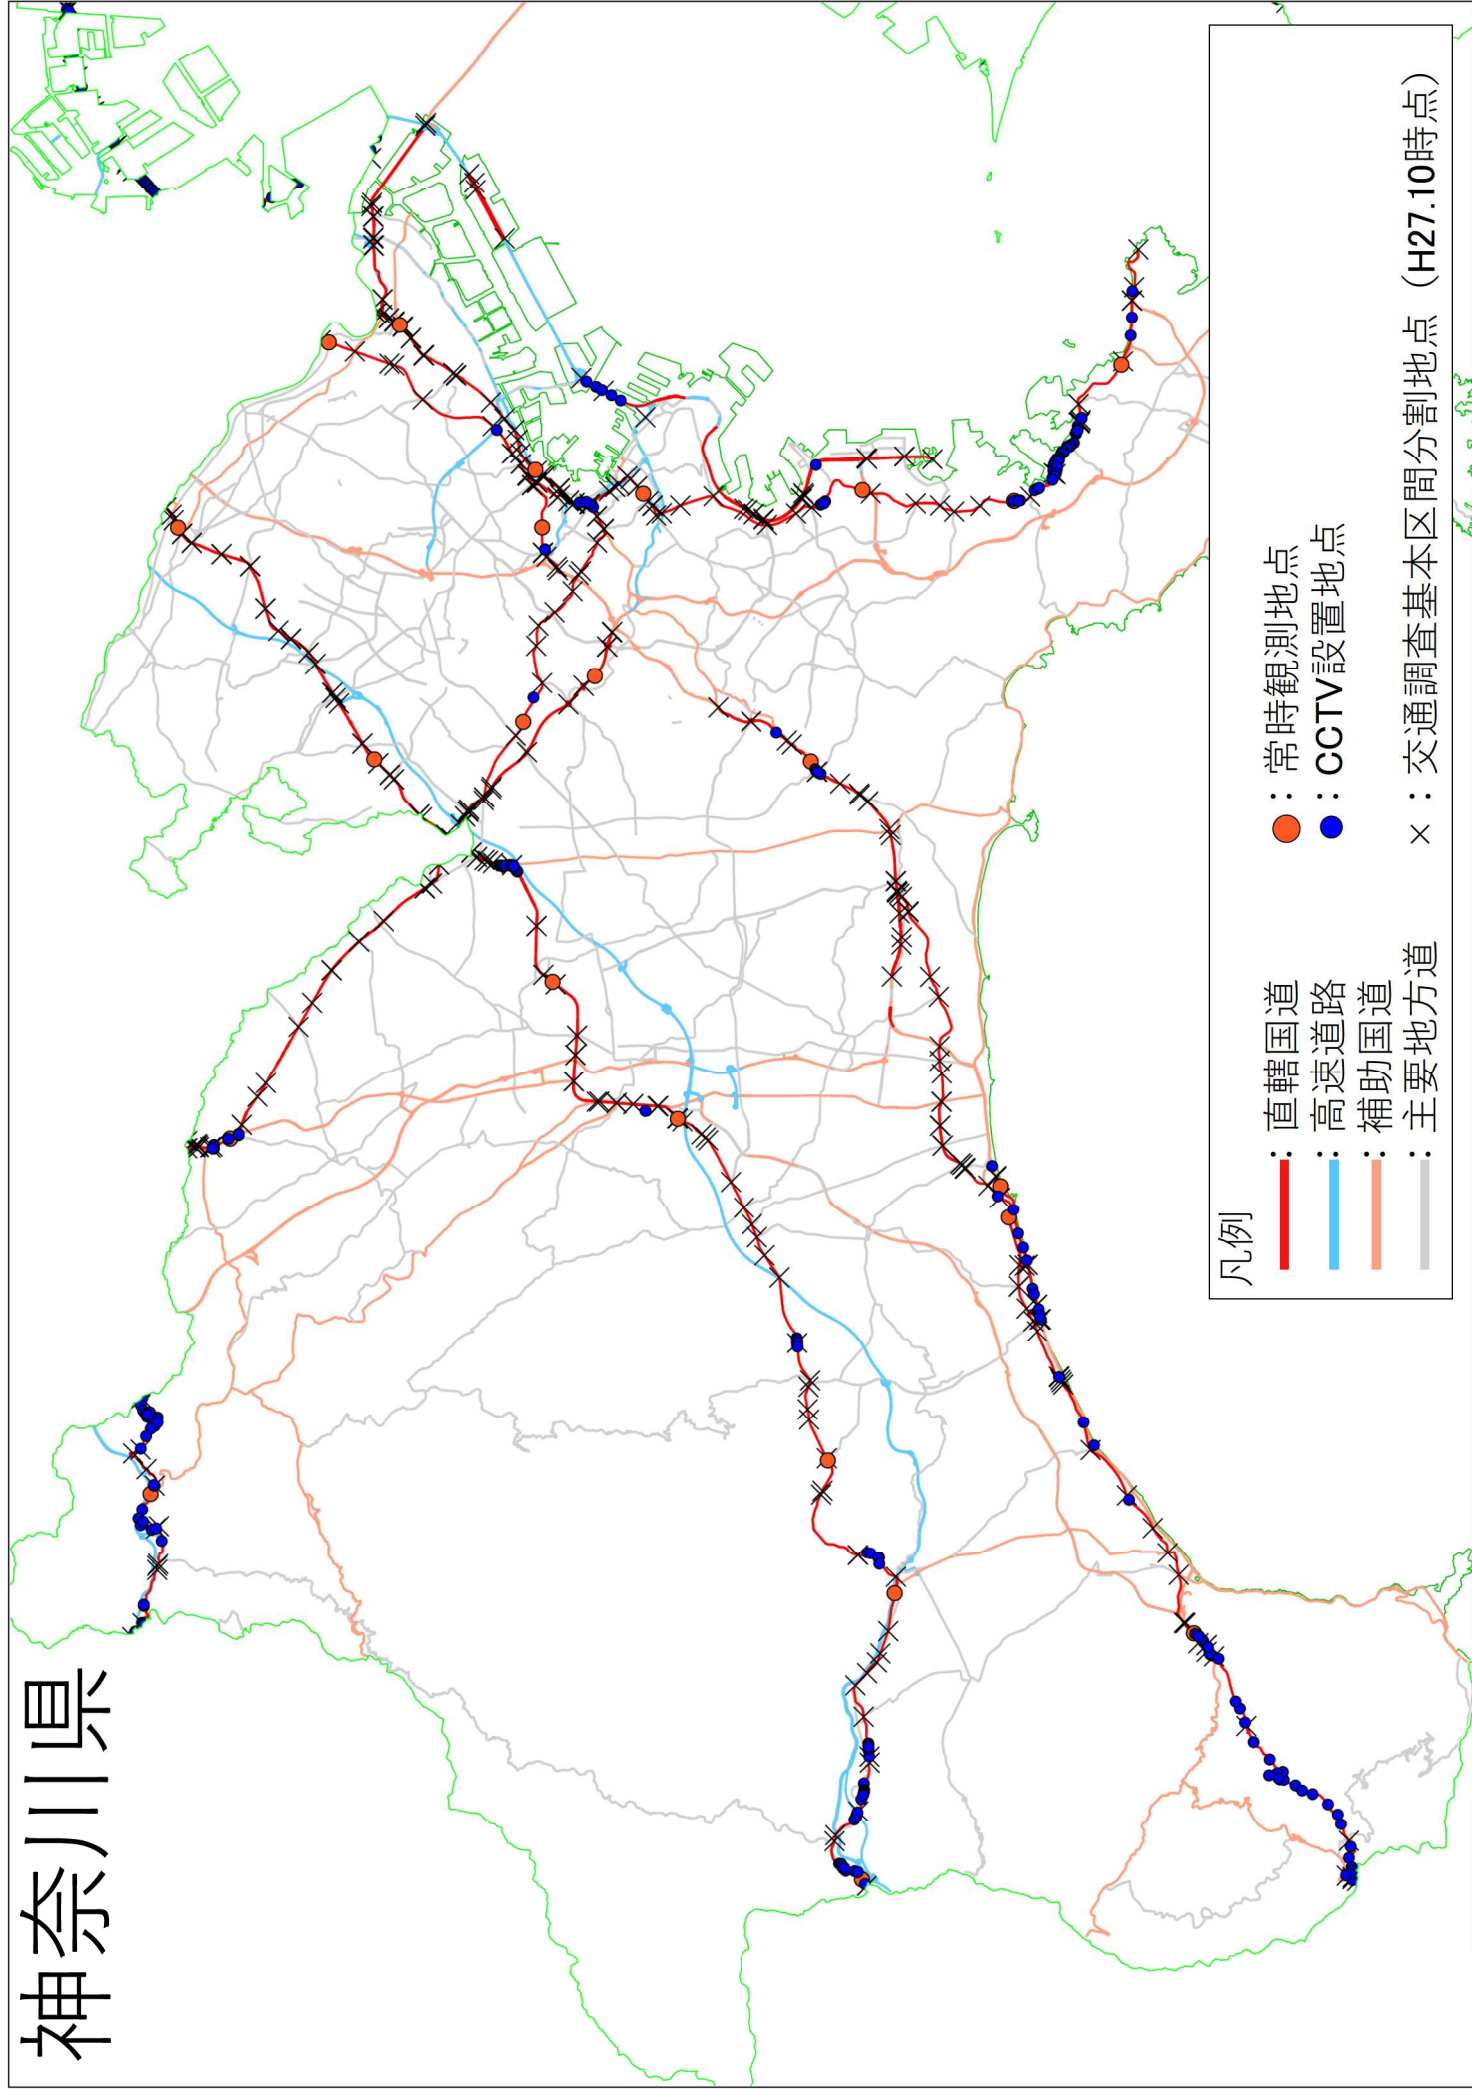 神奈川県
凡例
：直轄国道
：高速道路
：補助国道
：主要地方道
：常時観測地点
：CCTV設置地点
×：交通調査基本区間分割地点（H27.10時点）